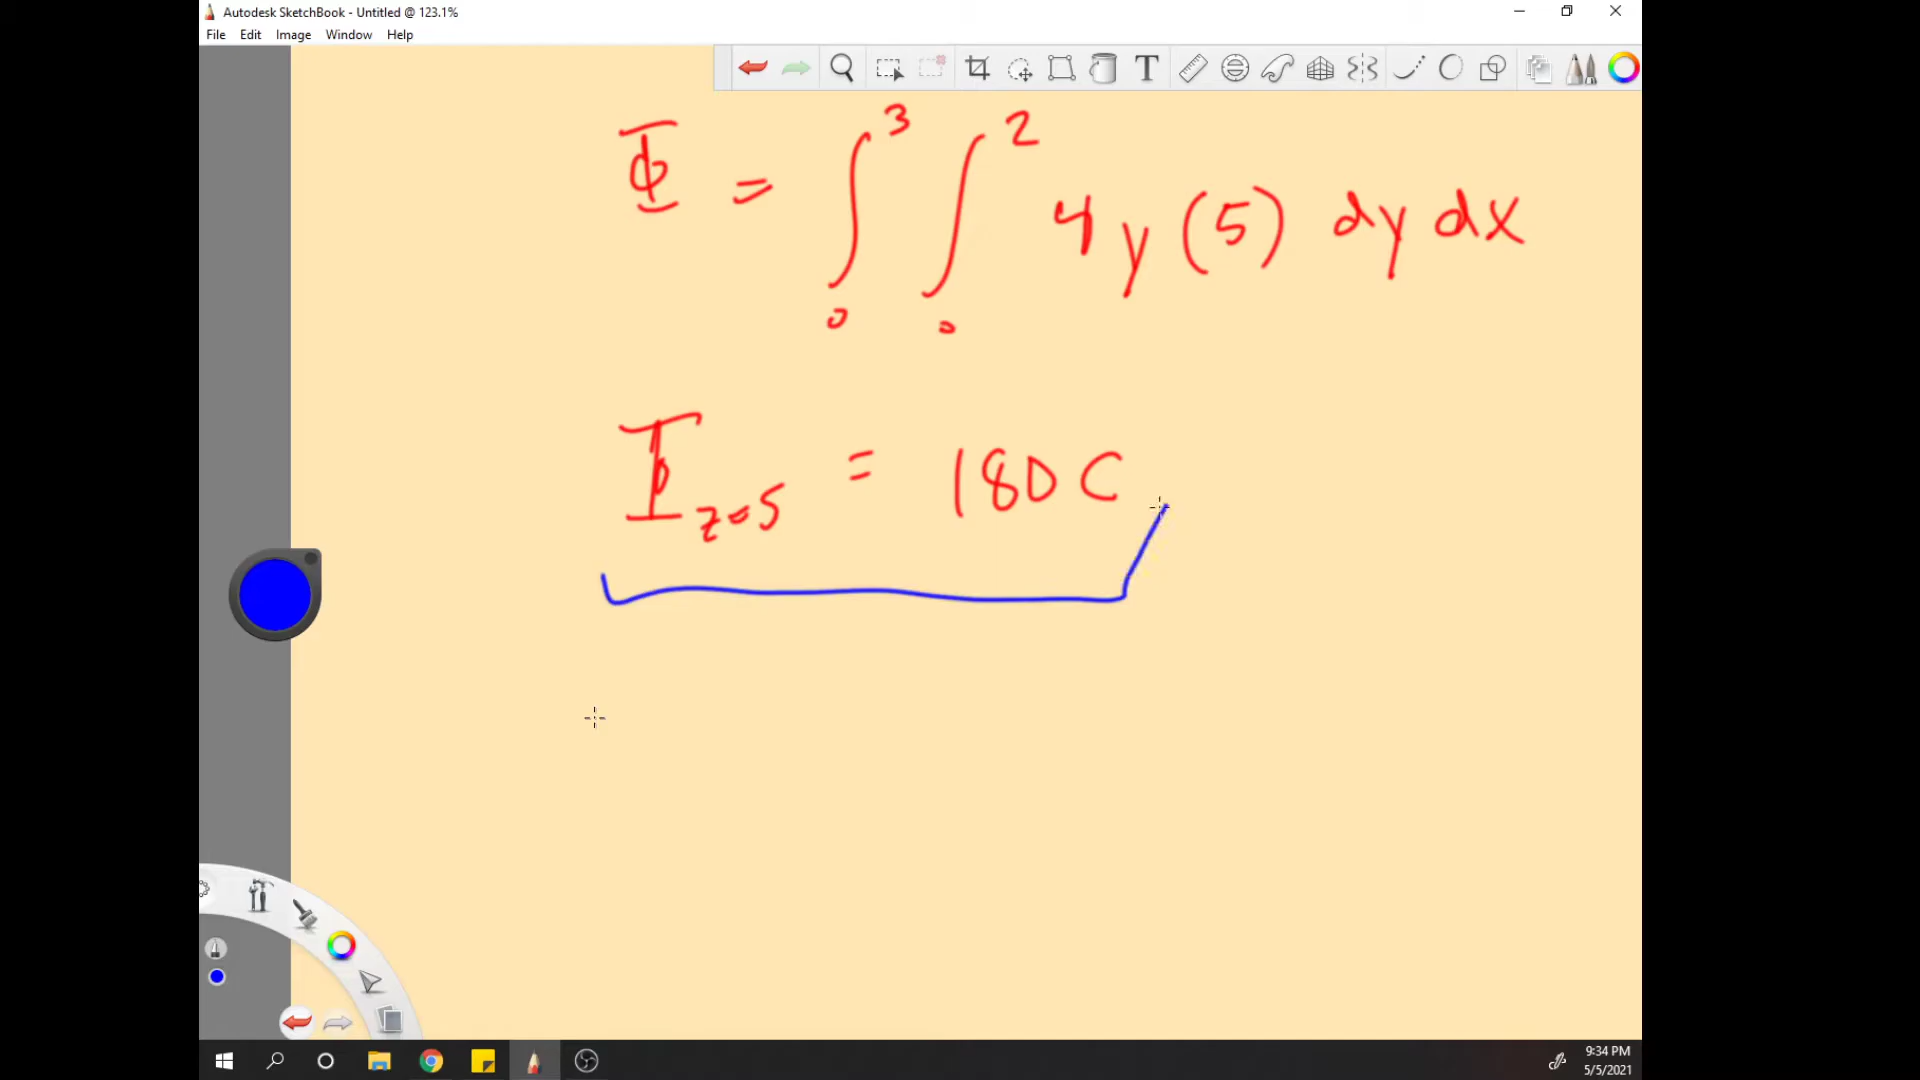 Autodesk SketchBook - Untitled @ 123.1%
File Edit Image Window Help
T
Φ = ∫₀³ ∫₀² 4y(5) dy dx
Φ z=5 = 180 C
9:34 PM
5/5/2021